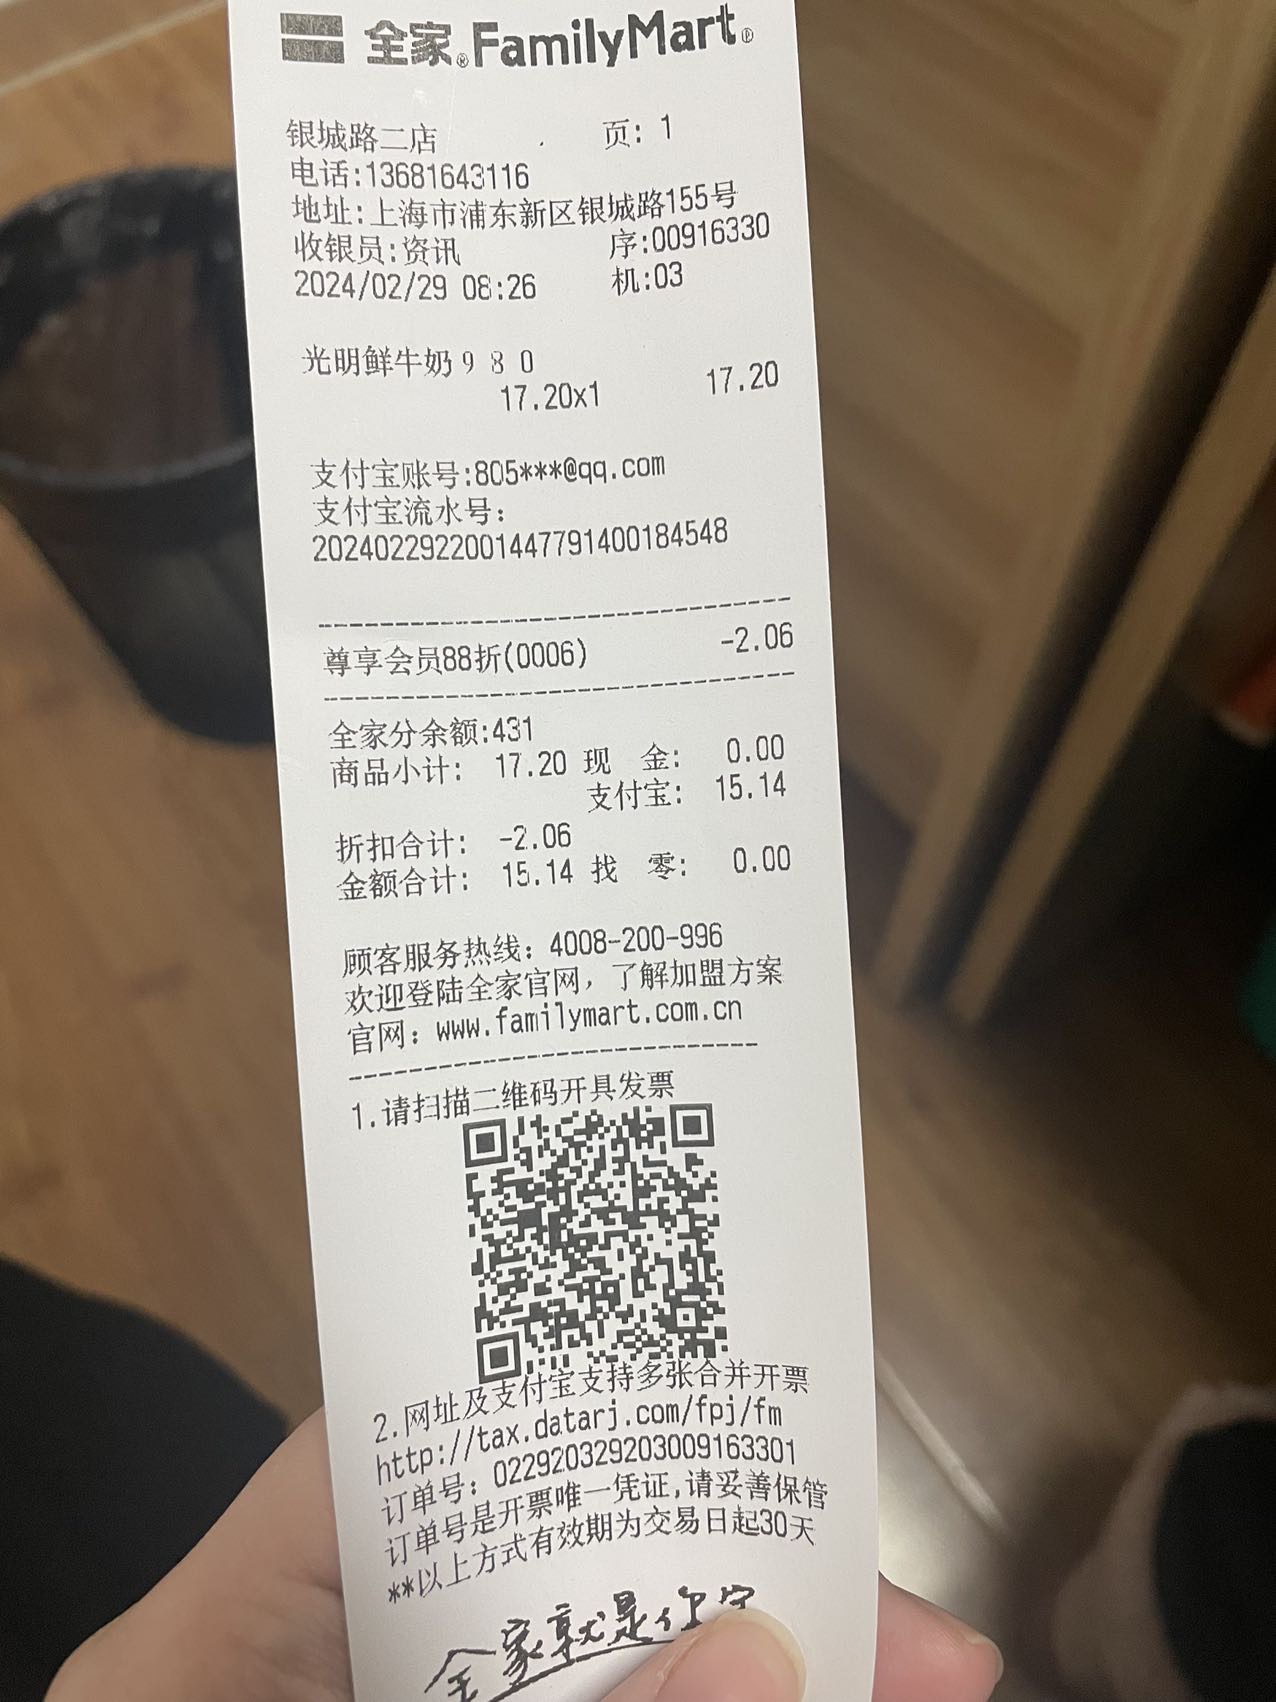 全家®FamilyMart®
银城路二店 页: 1
电话:13681643116
地址:上海市浦东新区银城路155号
收银员:资讯 序:00916330
2024/02/29 08:26 机:03
光明鲜牛奶９８０
17.20x1 17.20
支付宝账号:805***@qq.com
支付宝流水号:
2024022922001447791400184548
尊享会员88折(0006) -2.06
全家分余额:431
商品小计: 17.20 现 金: 0.00
支付宝: 15.14
折扣合计: -2.06
金额合计: 15.14 找 零: 0.00
顾客服务热线: 4008-200-996
欢迎登陆全家官网, 了解加盟方案
官网: www.familymart.com.cn
1.请扫描二维码开具发票
2.网址及支付宝支持多张合并开票
http://tax.datarj.com/fpj/fm
订单号: 022920329203009163301
订单号是开票唯一凭证,请妥善保管
**以上方式有效期为交易日起30天
全家就是你家